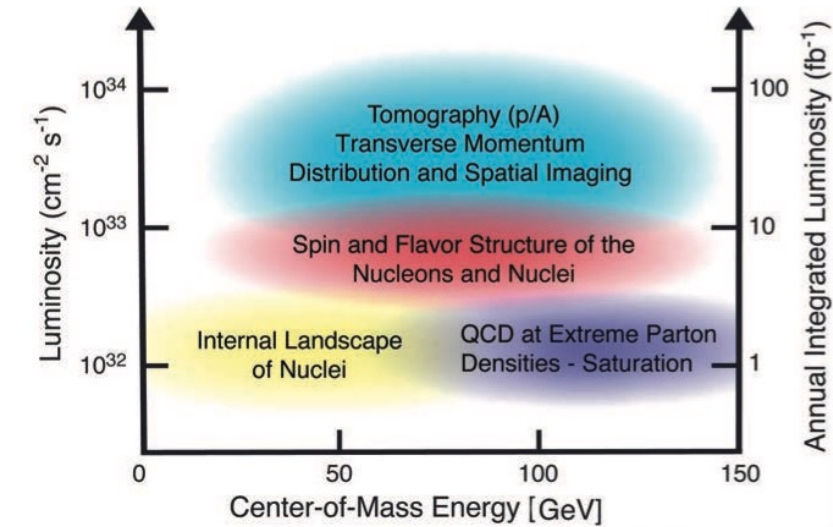 Luminosity (cm⁻² s⁻¹)
10³⁴
10³³
10³²
Tomography (p/A)
Transverse Momentum
Distribution and Spatial Imaging
Spin and Flavor Structure of the
Nucleons and Nuclei
Internal Landscape
of Nuclei
QCD at Extreme Parton
Densities - Saturation
100
10
1
Annual Integrated Luminosity (fb⁻¹)
0 50 100 150
Center-of-Mass Energy [GeV]